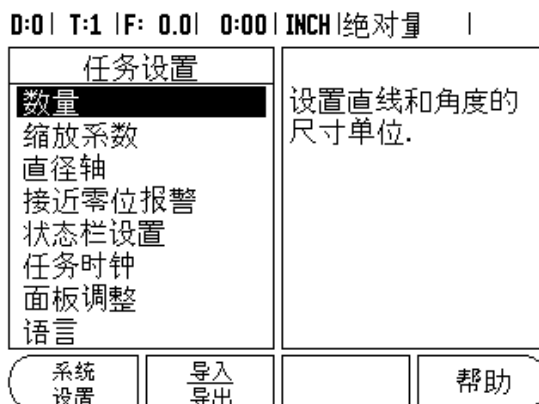 D:0| T:1 |F: 0.0| 0:00|INCH|绝对量 |
任务设置
数量
缩放系数
直径轴
接近零位报警
状态栏设置
任务时钟
面板调整
语言
设置直线和角度的
尺寸单位.
系统
设置
导入
导出
帮助